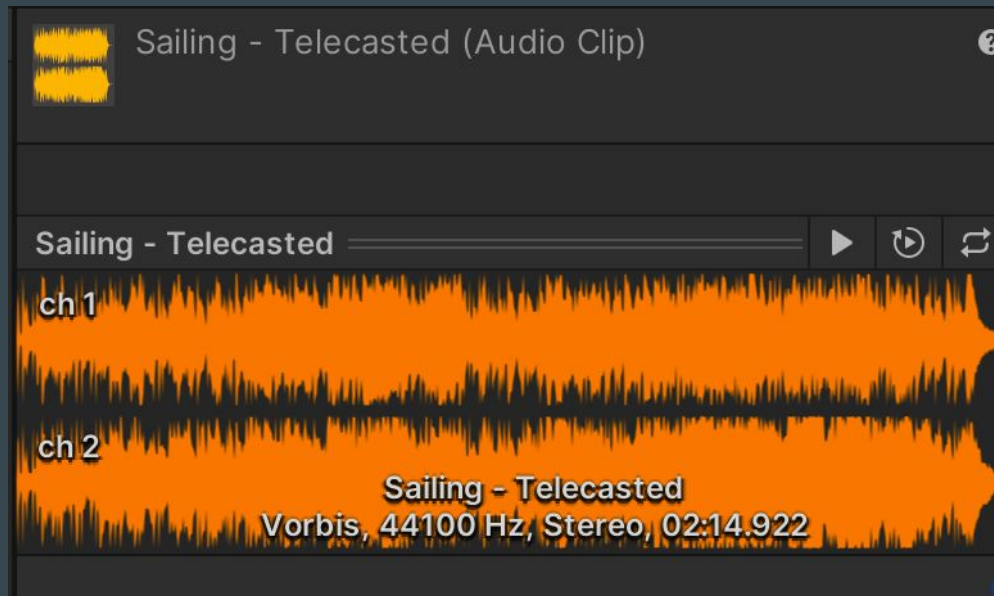 Sailing - Telecasted (Audio Clip)
Sailing - Telecasted
ch 1
ch 2
Sailing - Telecasted
Vorbis, 44100 Hz, Stereo, 02:14.922